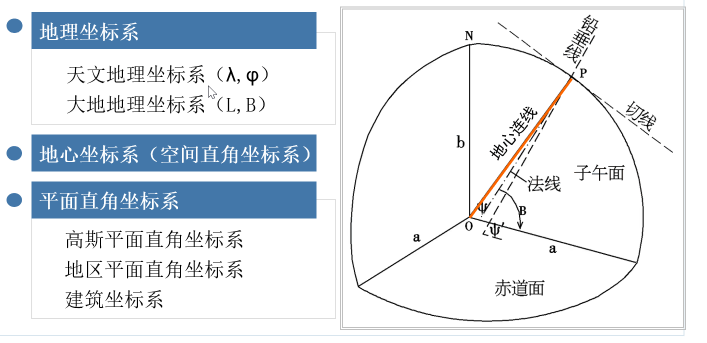 地理坐标系
天文地理坐标系（λ, φ）
大地地理坐标系（L,B）
地心坐标系（空间直角坐标系）
平面直角坐标系
高斯平面直角坐标系
地区平面直角坐标系
建筑坐标系
N
铅垂线
P
切线
地心连线
b
子午面
法线
ψ
B
O
ψ'
a
a
赤道面